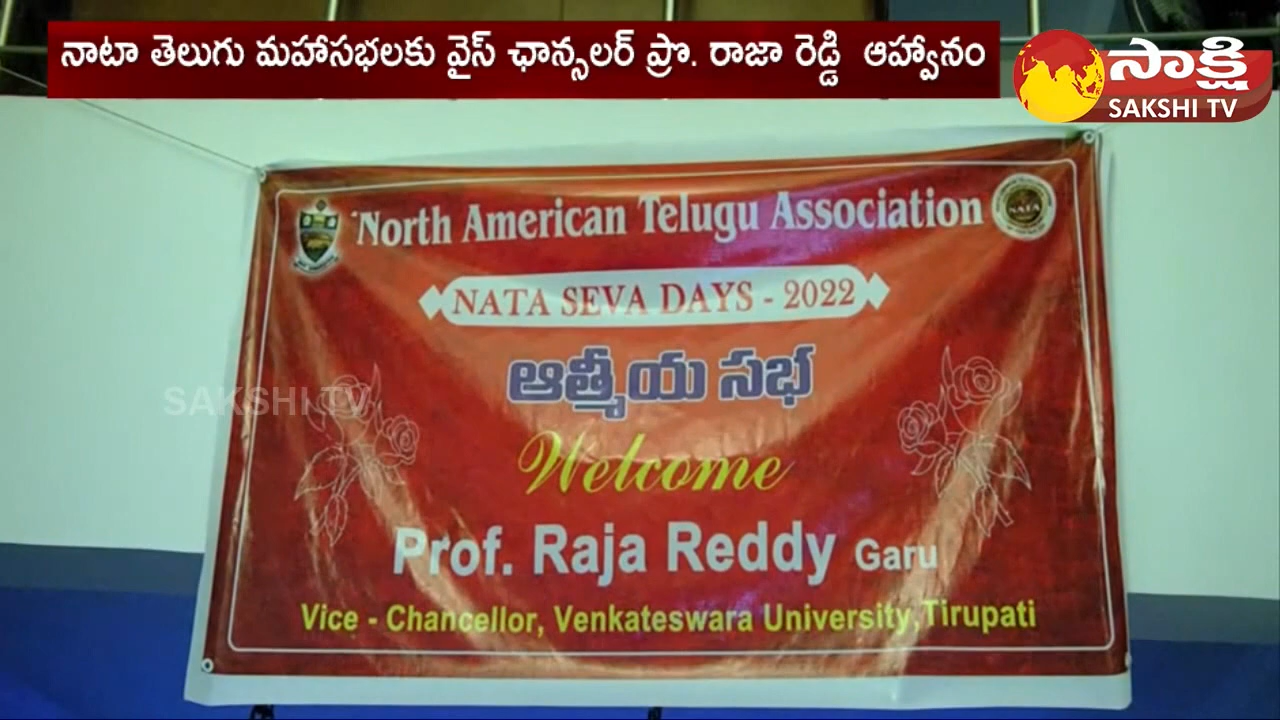 నాటా తెలుగు మహాసభలకు వైస్ ఛాన్సలర్ ప్రొ. రాజా రెడ్డి ఆహ్వానం
సాక్షి
SAKSHI TV
North American Telugu Association
NATA
NATA SEVA DAYS - 2022
ఆత్మీయ సభ
SAKSHI TV
Welcome
Prof. Raja Reddy Garu
Vice - Chancellor, Venkateswara University, Tirupati